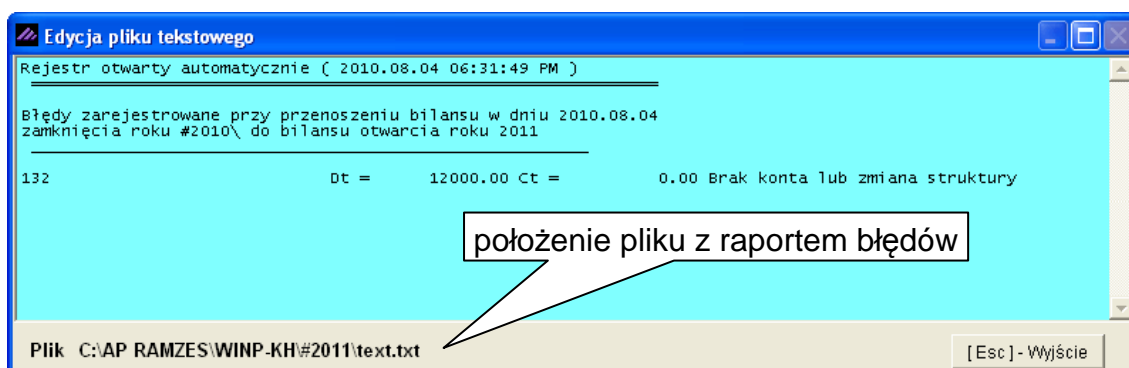 Edycja pliku tekstowego
Rejestr otwarty automatycznie ( 2010.08.04 06:31:49 PM )
Błędy zarejestrowane przy przenoszeniu bilansu w dniu 2010.08.04
zamknięcia roku #2010\ do bilansu otwarcia roku 2011
132 Dt = 12000.00 Ct = 0.00 Brak konta lub zmiana struktury
położenie pliku z raportem błędów
Plik C:\AP RAMZES\WINP-KH\#2011\text.txt
[ Esc ] - Wyjście